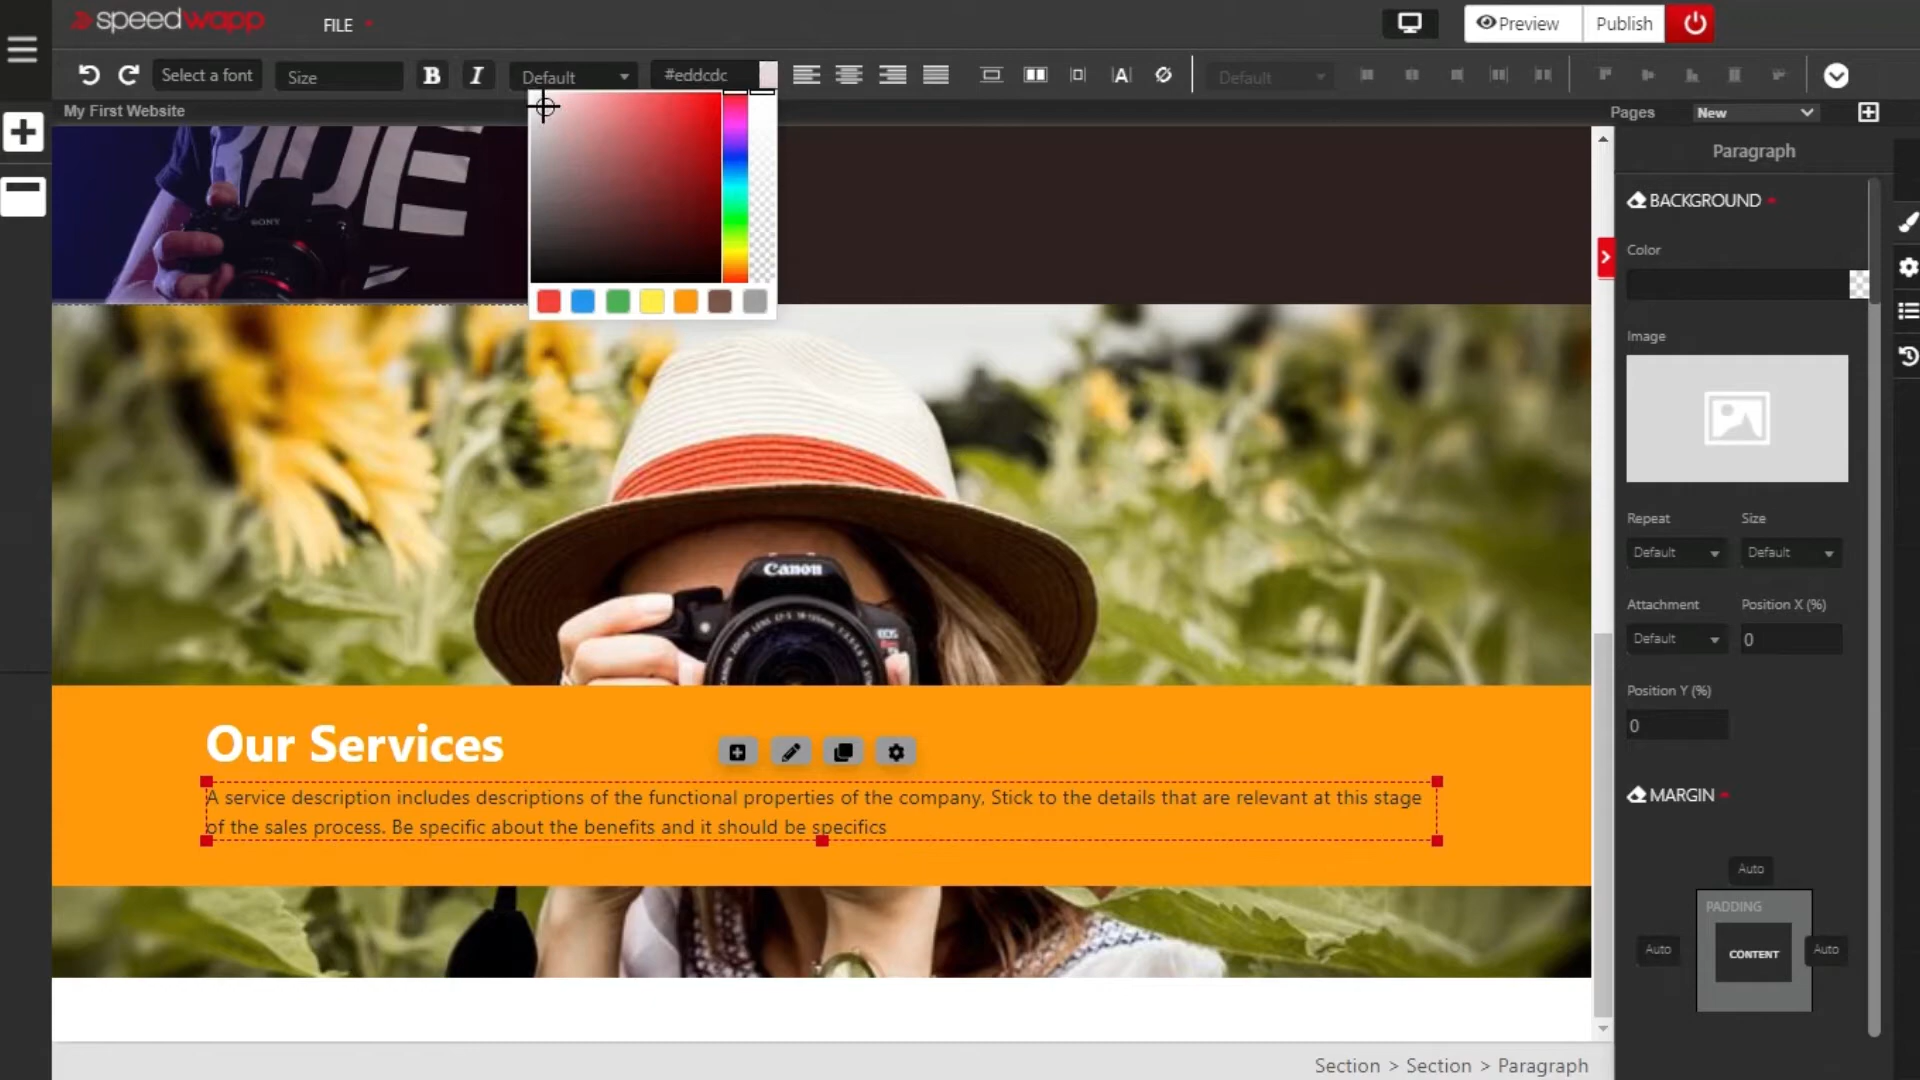 speedwapp
FILE
Preview
Publish
Select a font
Size
B
I
Default
#eddcdc
A
Default
My First Website
Pages
New
Paragraph
BACKGROUND
Color
Image
Repeat
Size
Default
Default
Attachment
Position X (%)
Default
0
Position Y (%)
0
MARGIN
Auto
PADDING
Auto
CONTENT
Auto
SONY
Canon
EOS
Our Services
A service description includes descriptions of the functional properties of the company, Stick to the details that are relevant at this stage
of the sales process. Be specific about the benefits and it should be specifics
Section > Section > Paragraph